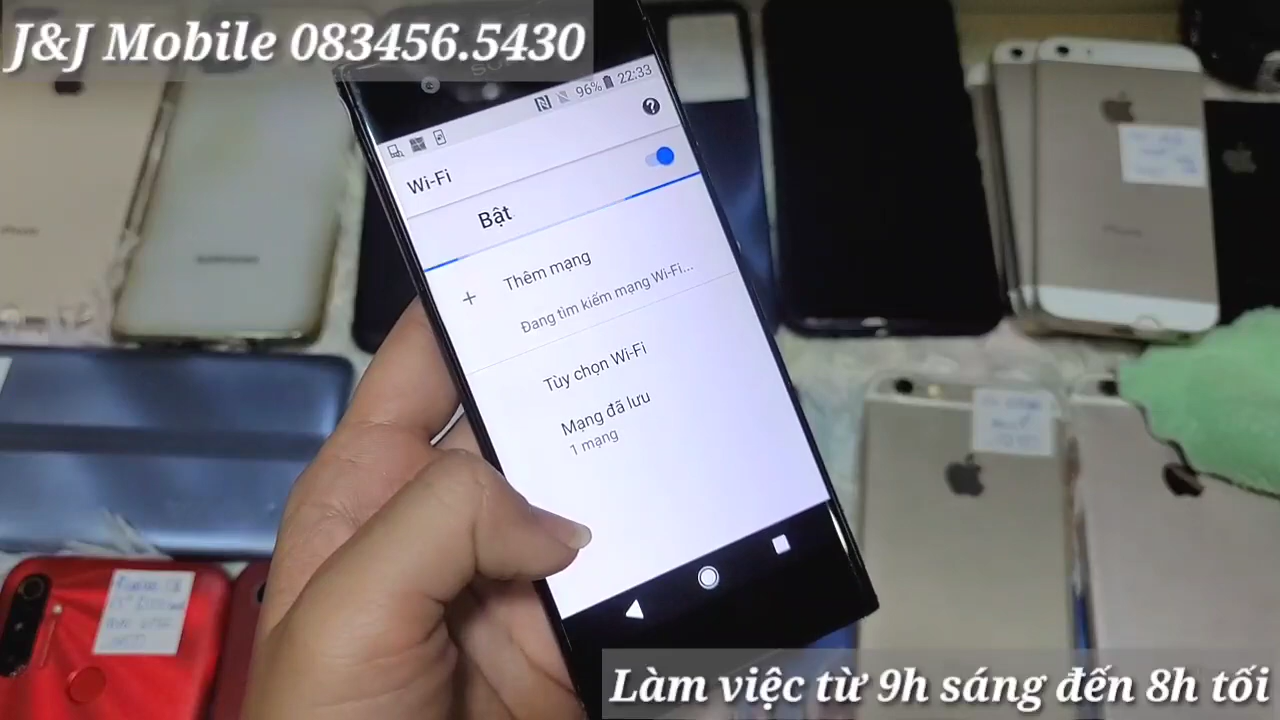 J&J Mobile 083456.5430
SONY
96% 22:33
Wi-Fi
Bật
Thêm mạng
Đang tìm kiếm mạng Wi-Fi...
Tùy chọn Wi-Fi
Mạng đã lưu
1 mạng
Làm việc từ 9h sáng đến 8h tối